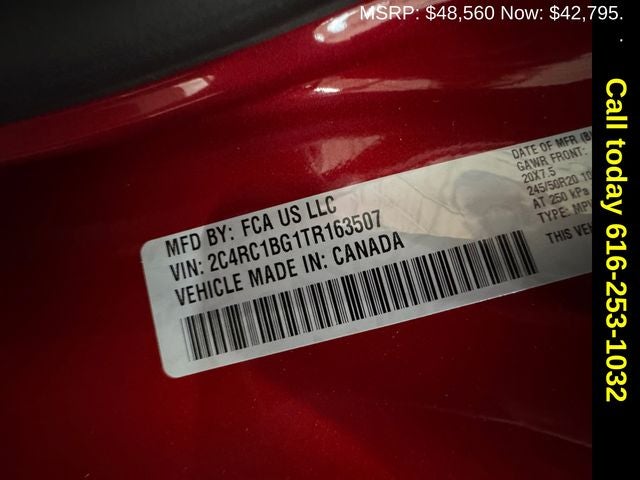 MSRP: $48,560 Now: $42,795.
.
MFD BY: FCA US LLC
VIN: 2C4RC1BG1TR163507
VEHICLE MADE IN: CANADA
DATE OF MFR
GAWR FRONT:
20X7.5
245/50R20
AT 250 kPa
TYPE: MPV
THIS
Call today 616-253-1032